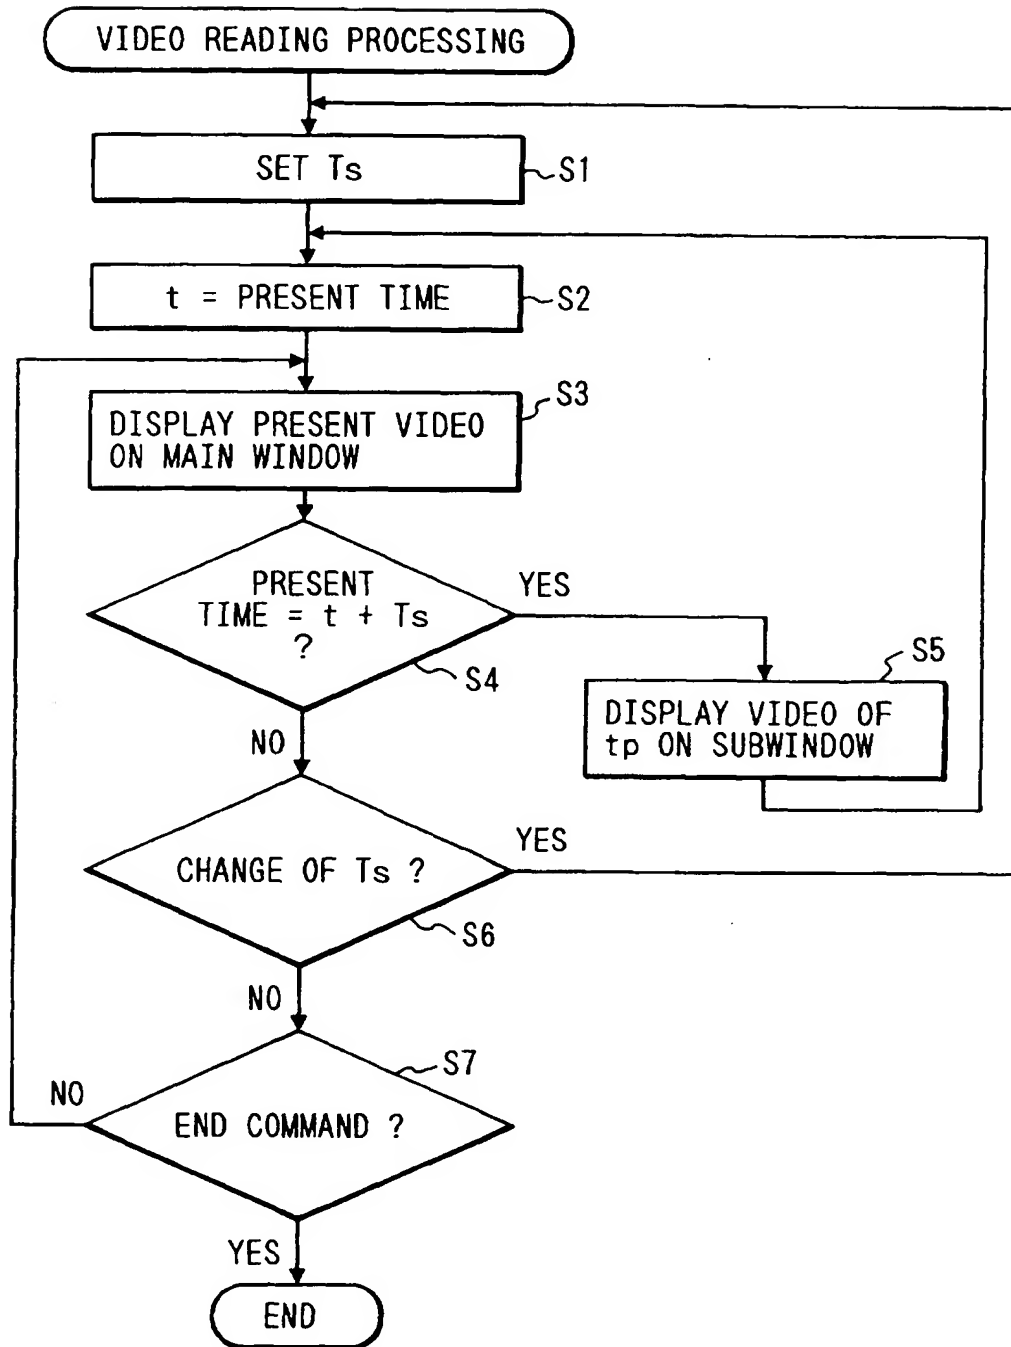 VIDEO READING PROCESSING
SET Ts
S1
t = PRESENT TIME
S2
S3
DISPLAY PRESENT VIDEO
ON MAIN WINDOW
PRESENT
TIME = t + Ts
?
YES
S4
NO
S5
DISPLAY VIDEO OF
tp ON SUBWINDOW
CHANGE OF Ts ?
YES
S6
NO
S7
END COMMAND ?
NO
YES
END